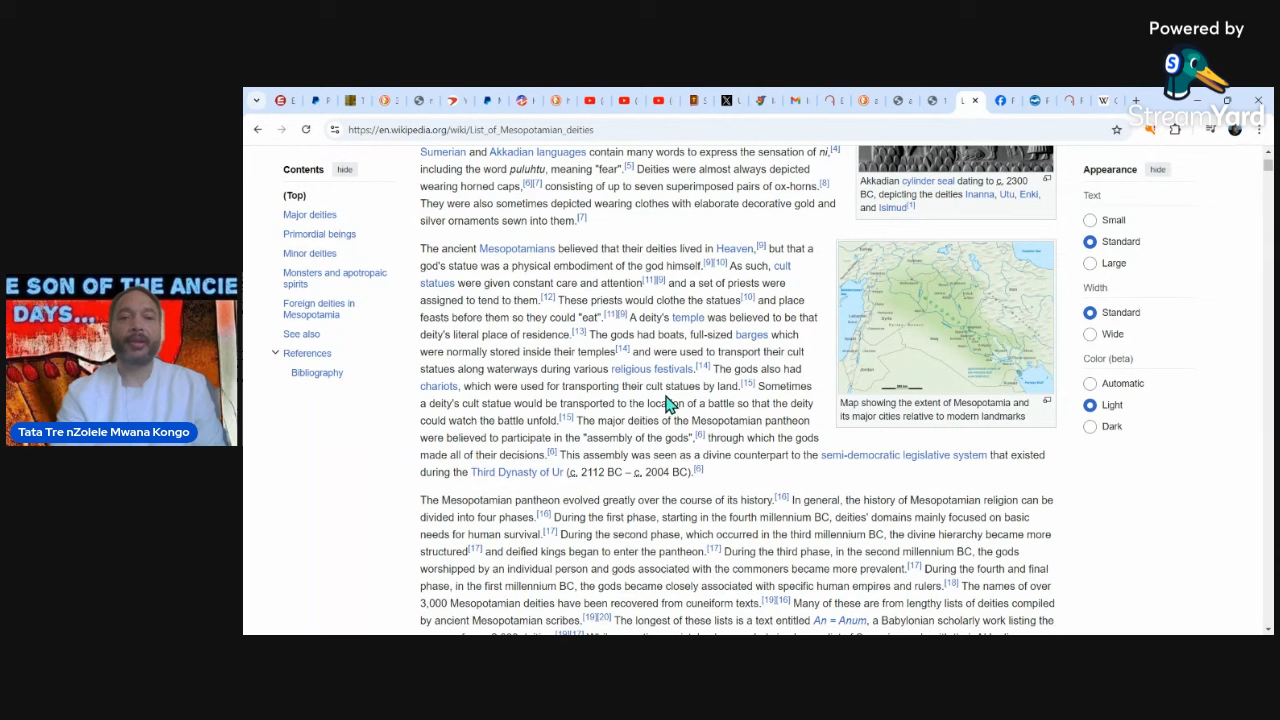 Powered by
StreamYard
https://en.wikipedia.org/wiki/List_of_Mesopotamian_deities
Contents hide
(Top)
Major deities
Primordial beings
Minor deities
Monsters and apotropaic
spirits
Foreign deities in
Mesopotamia
See also
References
Bibliography
Sumerian and Akkadian languages contain many words to express the sensation of ni,[4]
including the word puluhtu, meaning "fear".[5] Deities were almost always depicted
wearing horned caps,[6][7] consisting of up to seven superimposed pairs of ox-horns.[8]
They were also sometimes depicted wearing clothes with elaborate decorative gold and
silver ornaments sewn into them.[7]
The ancient Mesopotamians believed that their deities lived in Heaven,[9] but that a
god's statue was a physical embodiment of the god himself.[9][10] As such, cult
statues were given constant care and attention[11][9] and a set of priests were
assigned to tend to them.[12] These priests would clothe the statues[10] and place
feasts before them so they could "eat".[11][9] A deity's temple was believed to be that
deity's literal place of residence.[13] The gods had boats, full-sized barges which
were normally stored inside their temples[14] and were used to transport their cult
statues along waterways during various religious festivals.[14] The gods also had
chariots, which were used for transporting their cult statues by land.[15] Sometimes
a deity's cult statue would be transported to the location of a battle so that the deity
could watch the battle unfold.[15] The major deities of the Mesopotamian pantheon
were believed to participate in the "assembly of the gods",[6] through which the gods
made all of their decisions.[6] This assembly was seen as a divine counterpart to the semi-democratic legislative system that existed
during the Third Dynasty of Ur (c. 2112 BC – c. 2004 BC).[6]
The Mesopotamian pantheon evolved greatly over the course of its history.[16] In general, the history of Mesopotamian religion can be
divided into four phases.[16] During the first phase, starting in the fourth millennium BC, deities' domains mainly focused on basic
needs for human survival.[17] During the second phase, which occurred in the third millennium BC, the divine hierarchy became more
structured[17] and deified kings began to enter the pantheon.[17] During the third phase, in the second millennium BC, the gods
worshipped by an individual person and gods associated with the commoners became more prevalent.[17] During the fourth and final
phase, in the first millennium BC, the gods became closely associated with specific human empires and rulers.[18] The names of over
3,000 Mesopotamian deities have been recovered from cuneiform texts.[19][16] Many of these are from lengthy lists of deities compiled
by ancient Mesopotamian scribes.[19][20] The longest of these lists is a text entitled An = Anum, a Babylonian scholarly work listing the
Akkadian cylinder seal dating to c. 2300
BC, depicting the deities Inanna, Utu, Enki,
and Isimud[1]
Map showing the extent of Mesopotamia and
its major cities relative to modern landmarks
Appearance hide
Text
Small
Standard
Large
Width
Standard
Wide
Color (beta)
Automatic
Light
Dark
E SON OF THE ANCIE
DAYS...
Tata Tre nZolele Mwana Kongo